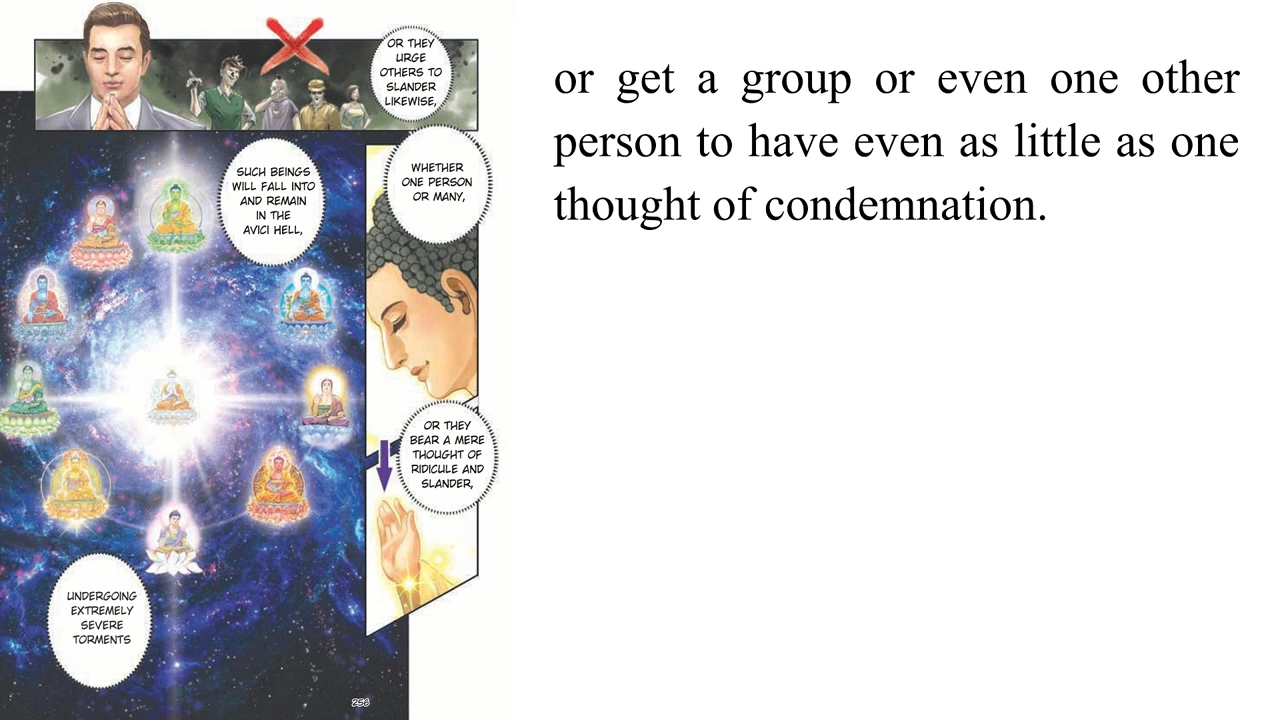 OR THEY
URGE
OTHERS TO
SLANDER
LIKEWISE,
WHETHER
ONE PERSON
OR MANY,
OR THEY
BEAR A MERE
THOUGHT OF
RIDICULE AND
SLANDER,
SUCH BEINGS
WILL FALL INTO
AND REMAIN
IN THE
AVICI HELL,
UNDERGOING
EXTREMELY
SEVERE
TORMENTS
256
or get a group or even one other
person to have even as little as one
thought of condemnation.